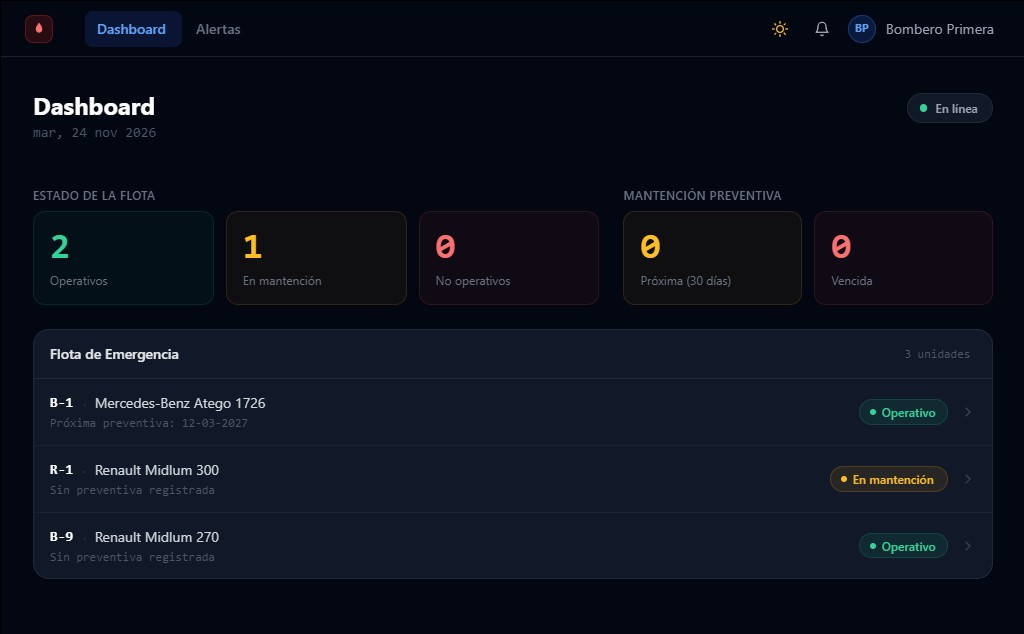 Dashboard
Alertas
BP
Bombero Primera
Dashboard
mar, 24 nov 2026
En línea
ESTADO DE LA FLOTA
MANTENCIÓN PREVENTIVA
2
1
0
0
0
Operativos
En mantención
No operativos
Próxima (30 días)
Vencida
Flota de Emergencia
3 unidades
B-1 · Mercedes-Benz Atego 1726
Operativo
Próxima preventiva: 12-03-2027
R-1 · Renault Midlum 300
En mantención
Sin preventiva registrada
B-9 · Renault Midlum 270
Operativo
Sin preventiva registrada